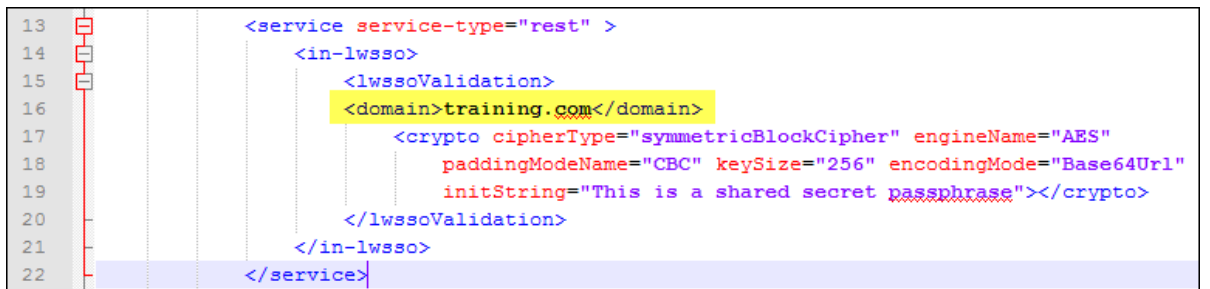 13 <service service-type="rest" >
14 <in-lwsso>
15 <lwssoValidation>
16 <domain>training.com</domain>
17 <crypto cipherType="symmetricBlockCipher" engineName="AES"
18 paddingModeName="CBC" keySize="256" encodingMode="Base64Url"
19 initString="This is a shared secret passphrase"></crypto>
20 </lwssoValidation>
21 </in-lwsso>
22 </service>